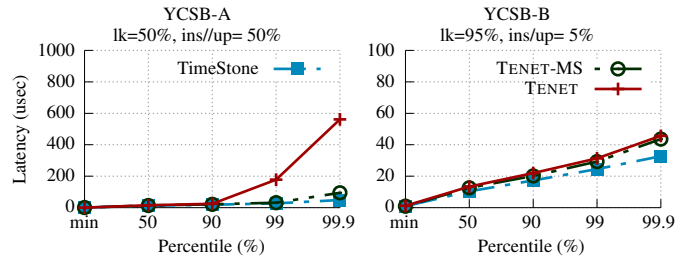 YCSB-A
lk=50%, ins//up= 50%
YCSB-B
lk=95%, ins/up= 5%
Latency (usec)
1000
800
600
400
200
0
TimeStone
min 50 90 99 99.9
Percentile (%)
100
80
60
40
20
0
TENET-MS
TENET
min 50 90 99 99.9
Percentile (%)